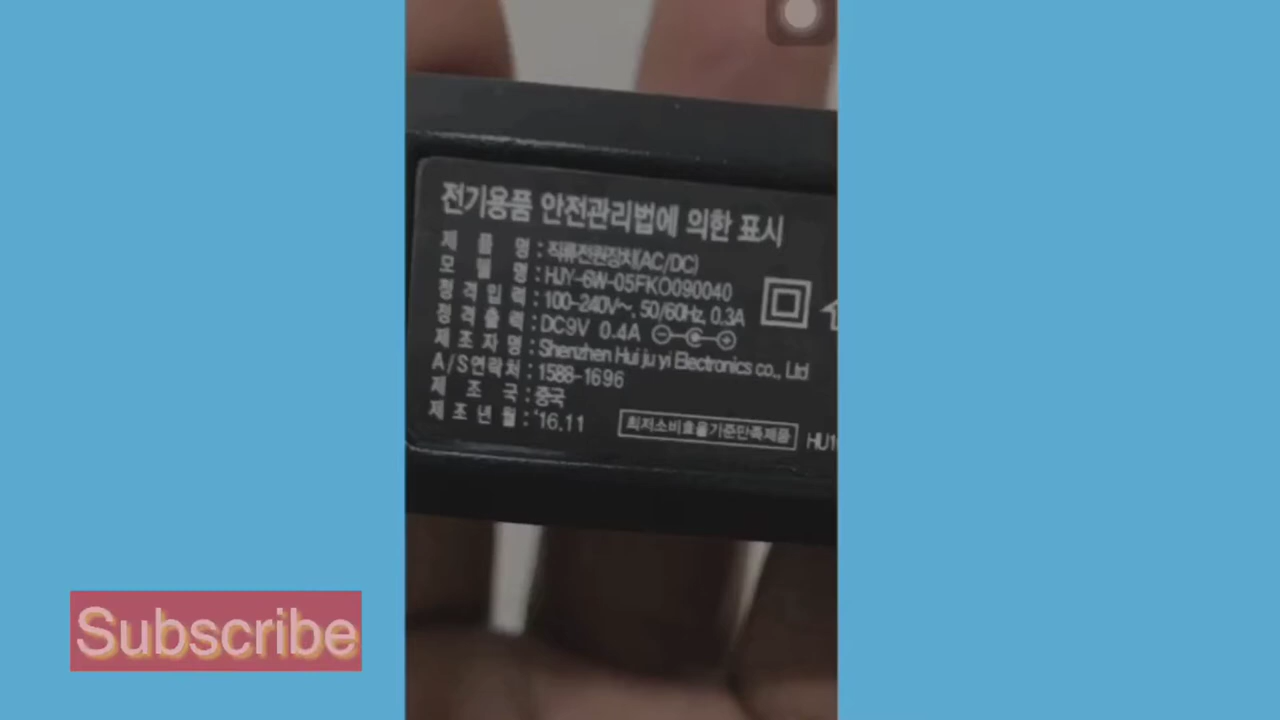 전기용품 안전관리법에 의한 표시
제 품 명 : 직류전원장치(AC/DC)
모 델 명 : HJY-6W-05FKO090040
정격입력 : 100-240V~, 50/60Hz, 0.3A
정격출력 : DC9V 0.4A
제조자명 : Shenzhen Hui ju yi Electronics co., Ltd
A/S연락처 : 1588-1696
제 조 국 : 중국
제조년월 : '16.11
최저소비효율기준만족제품
Subscribe